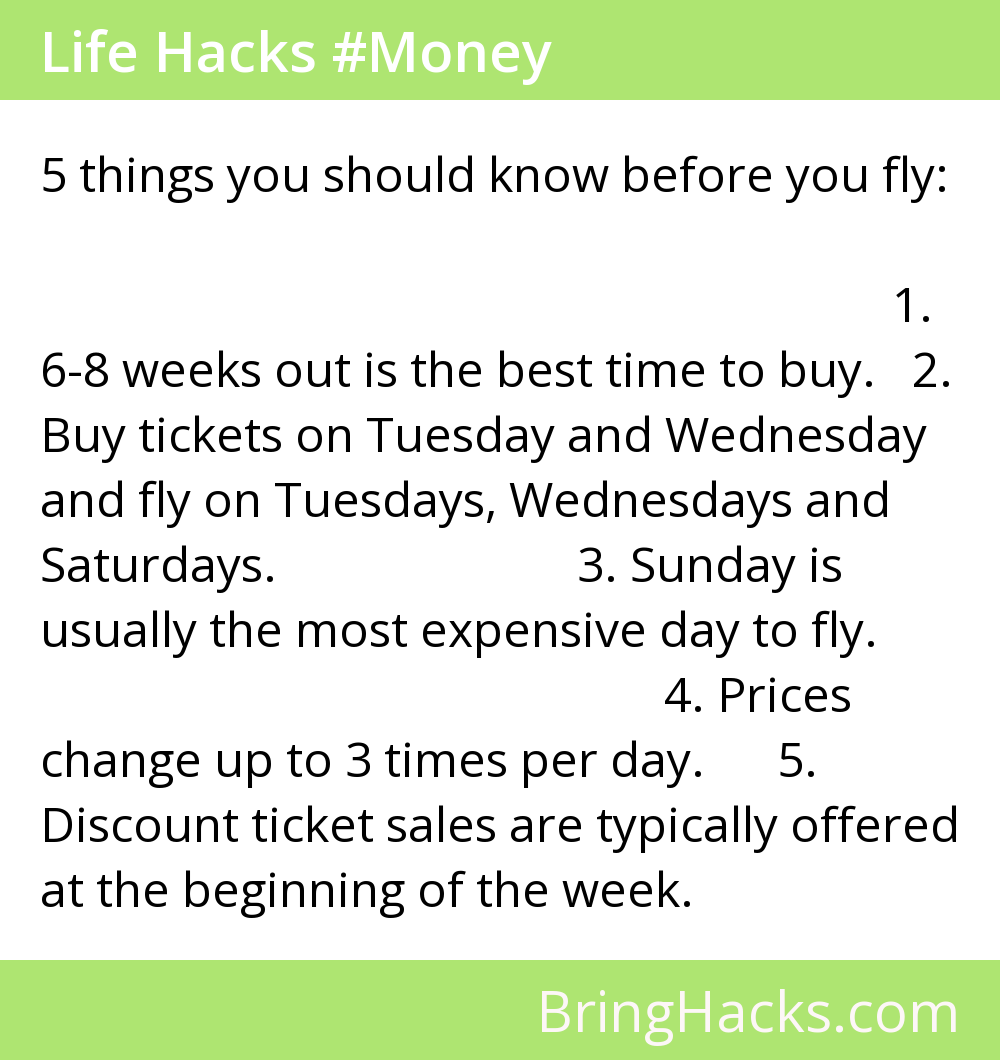 Life Hacks #Money
5 things you should know before you fly:
1.
6-8 weeks out is the best time to buy. 2.
Buy tickets on Tuesday and Wednesday
and fly on Tuesdays, Wednesdays and
Saturdays. 3. Sunday is
usually the most expensive day to fly.
4. Prices
change up to 3 times per day. 5.
Discount ticket sales are typically offered
at the beginning of the week.
BringHacks.com